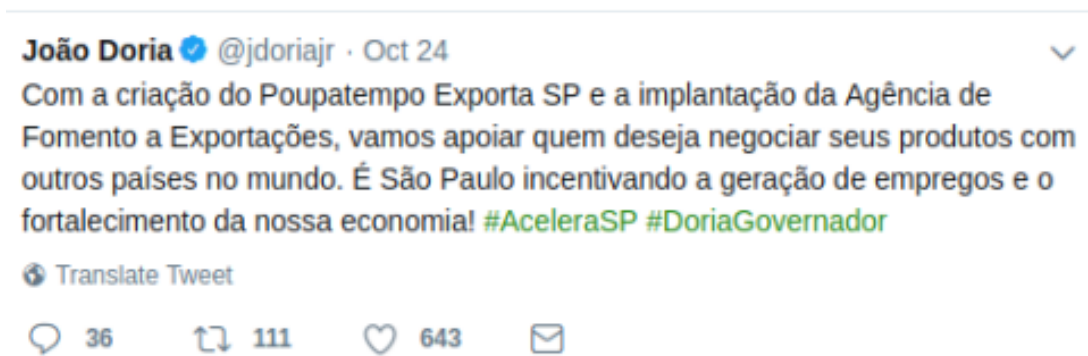 João Doria @jdoriajr · Oct 24
Com a criação do Poupatempo Exporta SP e a implantação da Agência de
Fomento a Exportações, vamos apoiar quem deseja negociar seus produtos com
outros países no mundo. É São Paulo incentivando a geração de empregos e o
fortalecimento da nossa economia! #AceleraSP #DoriaGovernador
Translate Tweet
36 111 643